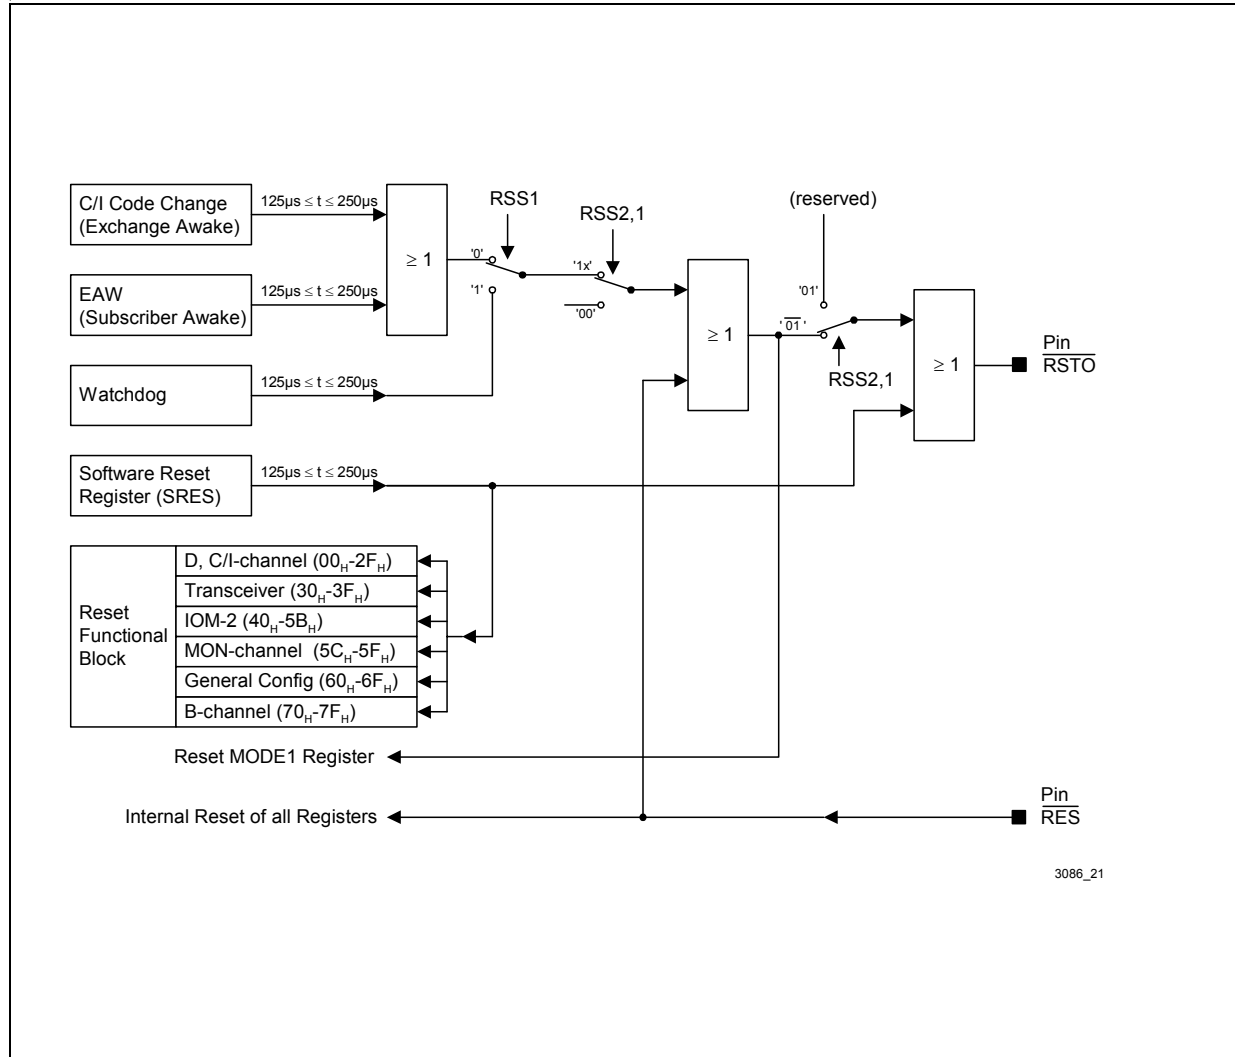 C/I Code Change
(Exchange Awake)
125µs ≤ t ≤ 250µs
≥ 1
RSS1
RSS2,1
(reserved)
'0'
'1'
'1x'
'00'
EAW
(Subscriber Awake)
125µs ≤ t ≤ 250µs
≥ 1
'01'
'01'
RSS2,1
≥ 1
Pin
RSTO
Watchdog
125µs ≤ t ≤ 250µs
Software Reset
Register (SRES)
125µs ≤ t ≤ 250µs
Reset
Functional
Block
D, C/I-channel (00H-2FH)
Transceiver (30H-3FH)
IOM-2 (40H-5BH)
MON-channel (5CH-5FH)
General Config (60H-6FH)
B-channel (70H-7FH)
Reset MODE1 Register
Internal Reset of all Registers
Pin
RES
3086_21